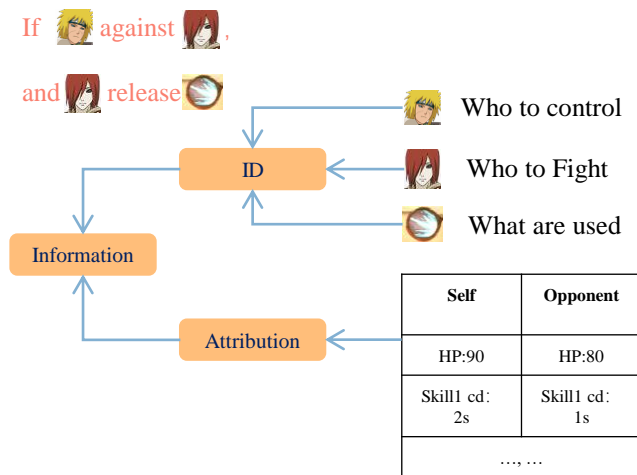 If against ,
and release
Who to control
ID
Who to Fight
What are used
Information
Attribution
Self Opponent
HP:90 HP:80
Skill1 cd: Skill1 cd:
2s 1s
…, …